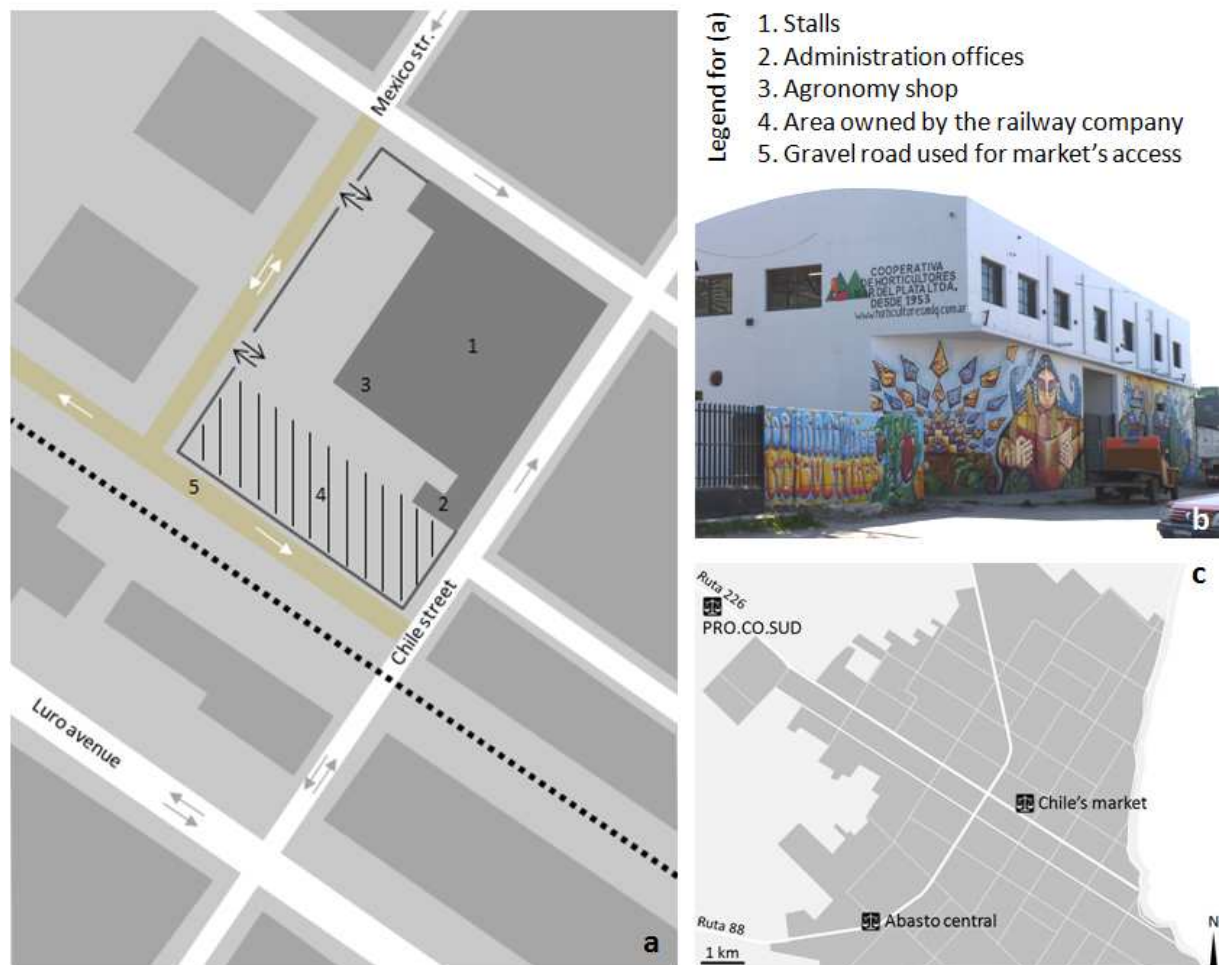 Mexico str.
1
3
4
5
2
Chile street
Luro avenue
a
Legend for (a)
1. Stalls
2. Administration offices
3. Agronomy shop
4. Area owned by the railway company
5. Gravel road used for market's access
COOPERATIVA
DE HORTICULTORES
R DEL PLATA LTDA.
DESDE 1953
www.horticultoresmdq.com.ar
b
c
Ruta 226
PRO.CO.SUD
Chile's market
Abasto central
Ruta 88
1 km
N